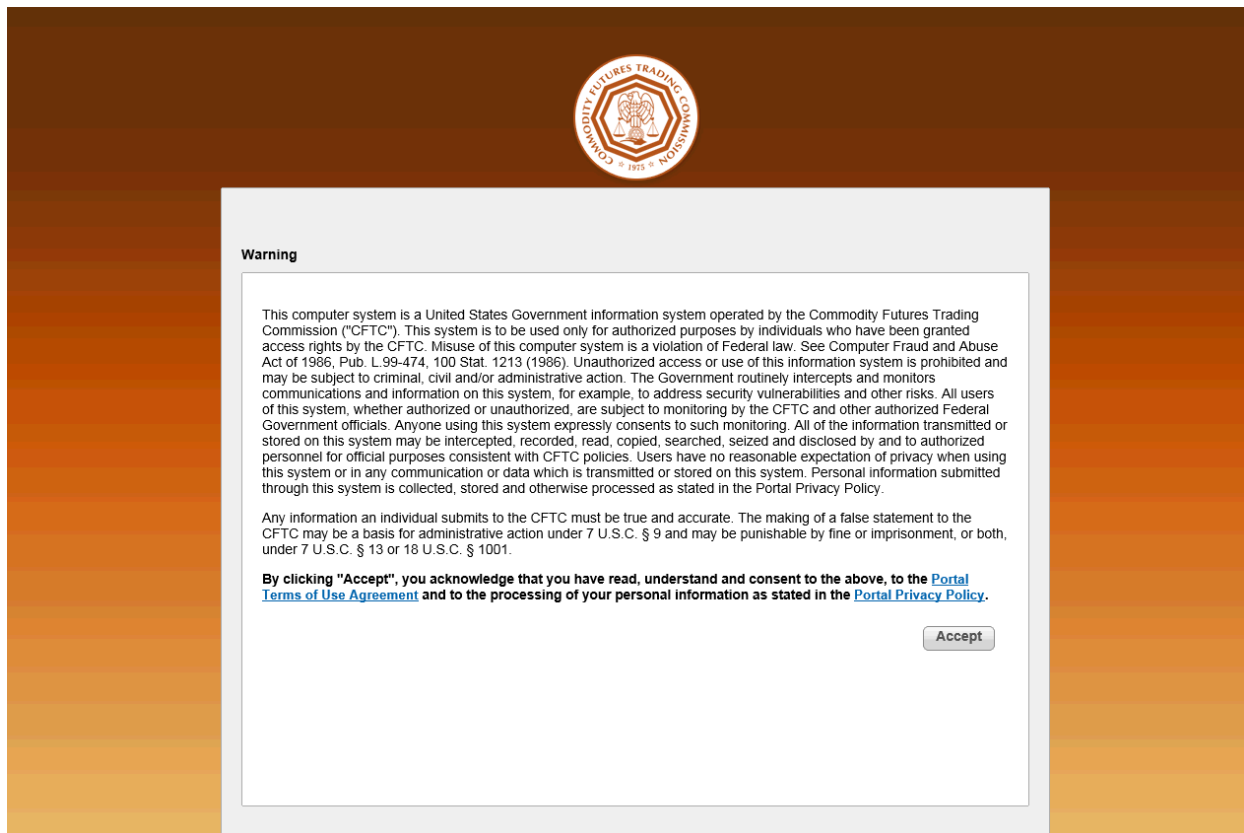 COMMODITY FUTURES TRADING COMMISSION
1975
Warning
This computer system is a United States Government information system operated by the Commodity Futures Trading
Commission ("CFTC"). This system is to be used only for authorized purposes by individuals who have been granted
access rights by the CFTC. Misuse of this computer system is a violation of Federal law. See Computer Fraud and Abuse
Act of 1986, Pub. L.99-474, 100 Stat. 1213 (1986). Unauthorized access or use of this information system is prohibited and
may be subject to criminal, civil and/or administrative action. The Government routinely intercepts and monitors
communications and information on this system, for example, to address security vulnerabilities and other risks. All users
of this system, whether authorized or unauthorized, are subject to monitoring by the CFTC and other authorized Federal
Government officials. Anyone using this system expressly consents to such monitoring. All of the information transmitted or
stored on this system may be intercepted, recorded, read, copied, searched, seized and disclosed by and to authorized
personnel for official purposes consistent with CFTC policies. Users have no reasonable expectation of privacy when using
this system or in any communication or data which is transmitted or stored on this system. Personal information submitted
through this system is collected, stored and otherwise processed as stated in the Portal Privacy Policy.
Any information an individual submits to the CFTC must be true and accurate. The making of a false statement to the
CFTC may be a basis for administrative action under 7 U.S.C. § 9 and may be punishable by fine or imprisonment, or both,
under 7 U.S.C. § 13 or 18 U.S.C. § 1001.
By clicking "Accept", you acknowledge that you have read, understand and consent to the above, to the Portal
Terms of Use Agreement and to the processing of your personal information as stated in the Portal Privacy Policy.
Accept